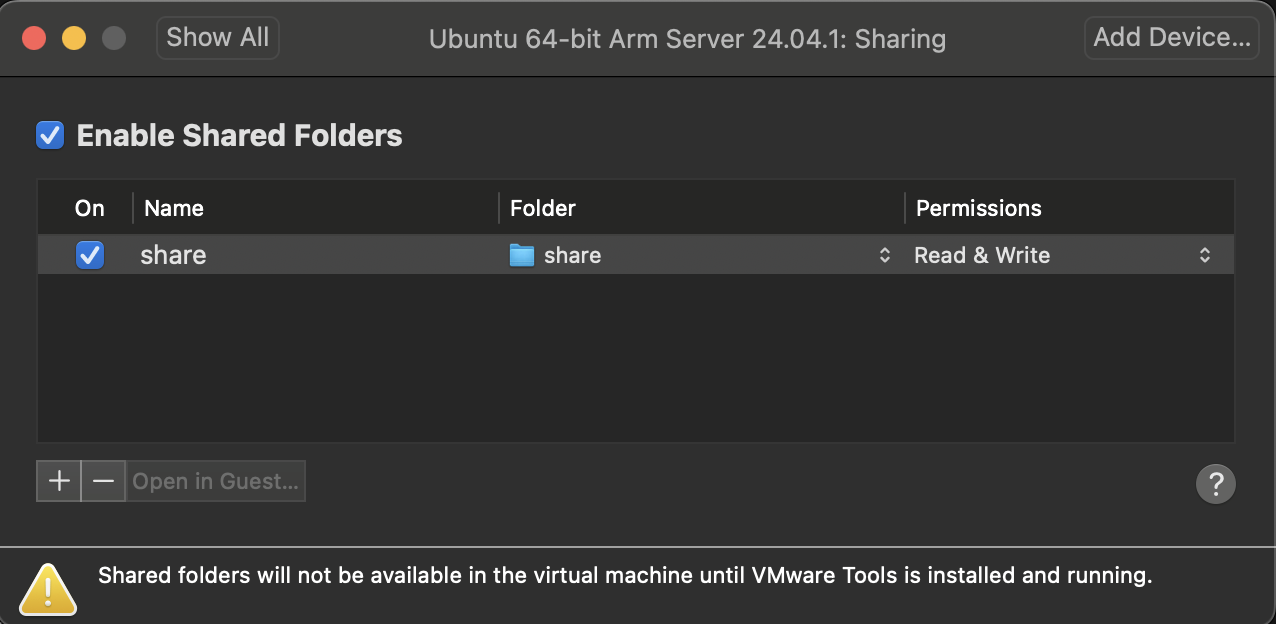 Show All
Ubuntu 64-bit Arm Server 24.04.1: Sharing
Add Device...
Enable Shared Folders
On Name Folder Permissions
share share Read & Write
Open in Guest...
?
Shared folders will not be available in the virtual machine until VMware Tools is installed and running.